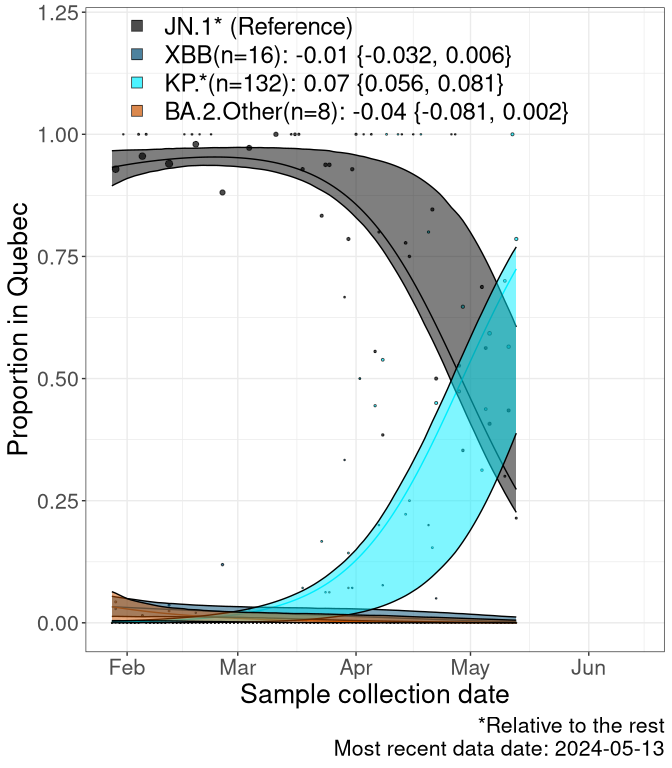 JN.1* (Reference)
XBB(n=16): -0.01 {-0.032, 0.006}
KP.*(n=132): 0.07 {0.056, 0.081}
BA.2.Other(n=8): -0.04 {-0.081, 0.002}
1.25
1.00
0.75
0.50
0.25
0.00
Proportion in Quebec
Feb Mar Apr May Jun
Sample collection date
*Relative to the rest
Most recent data date: 2024-05-13